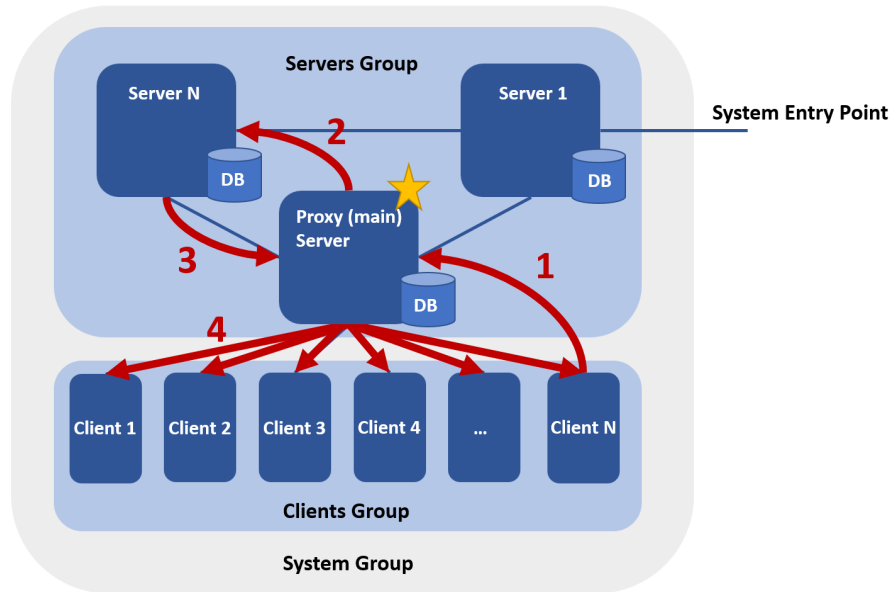 Servers Group
Server N
Server 1
System Entry Point
2
DB
DB
Proxy (main)
Server
3
1
DB
4
Client 1
Client 2
Client 3
Client 4
...
Client N
Clients Group
System Group